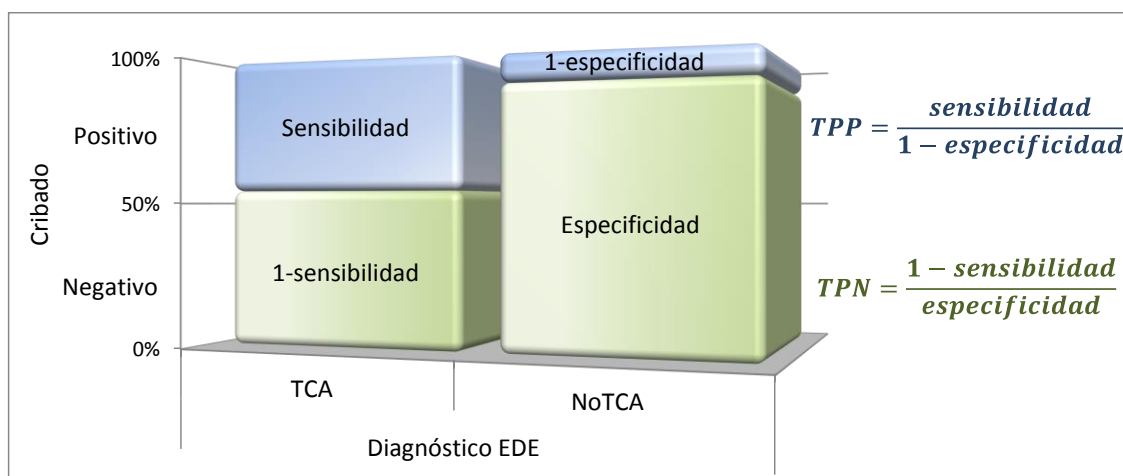 100%
Positivo
50%
Negativo
0%
Cribado
1-especificidad
Sensibilidad
Especificidad
1-sensibilidad
TCA
NoTCA
Diagnóstico EDE
TPP = sensibilidad / 1 − especificidad
TPN = 1 − sensibilidad / especificidad